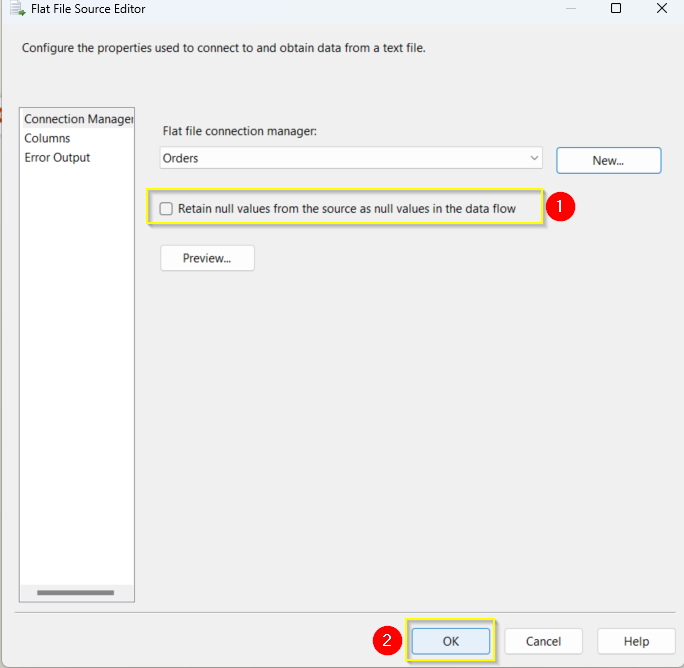 Flat File Source Editor
Configure the properties used to connect to and obtain data from a text file.
Connection Manager
Columns
Error Output
Flat file connection manager:
Orders
New...
Retain null values from the source as null values in the data flow
1
Preview...
2
OK
Cancel
Help